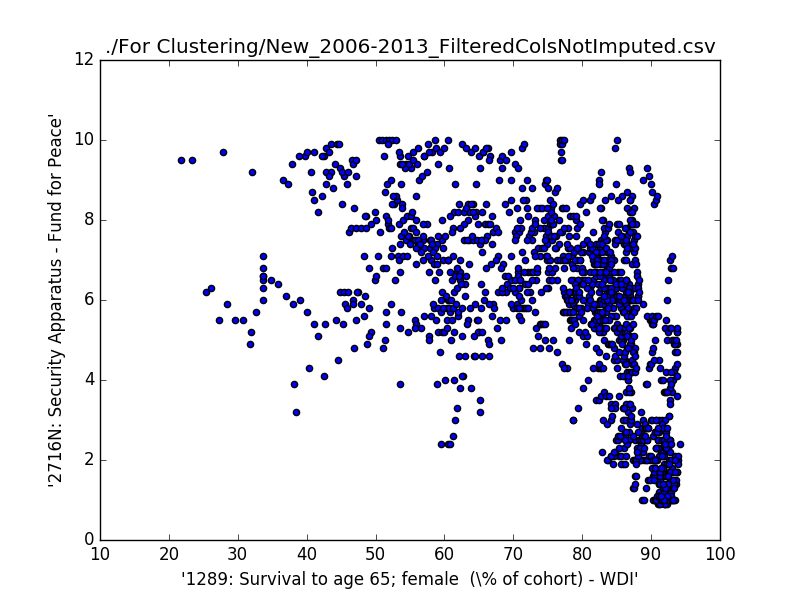 ./For Clustering/New_2006-2013_FilteredColsNotImputed.csv
12
10
8
6
4
2
0
'2716N: Security Apparatus - Fund for Peace'
10 20 30 40 50 60 70 80 90 100
'1289: Survival to age 65; female  (\% of cohort) - WDI'